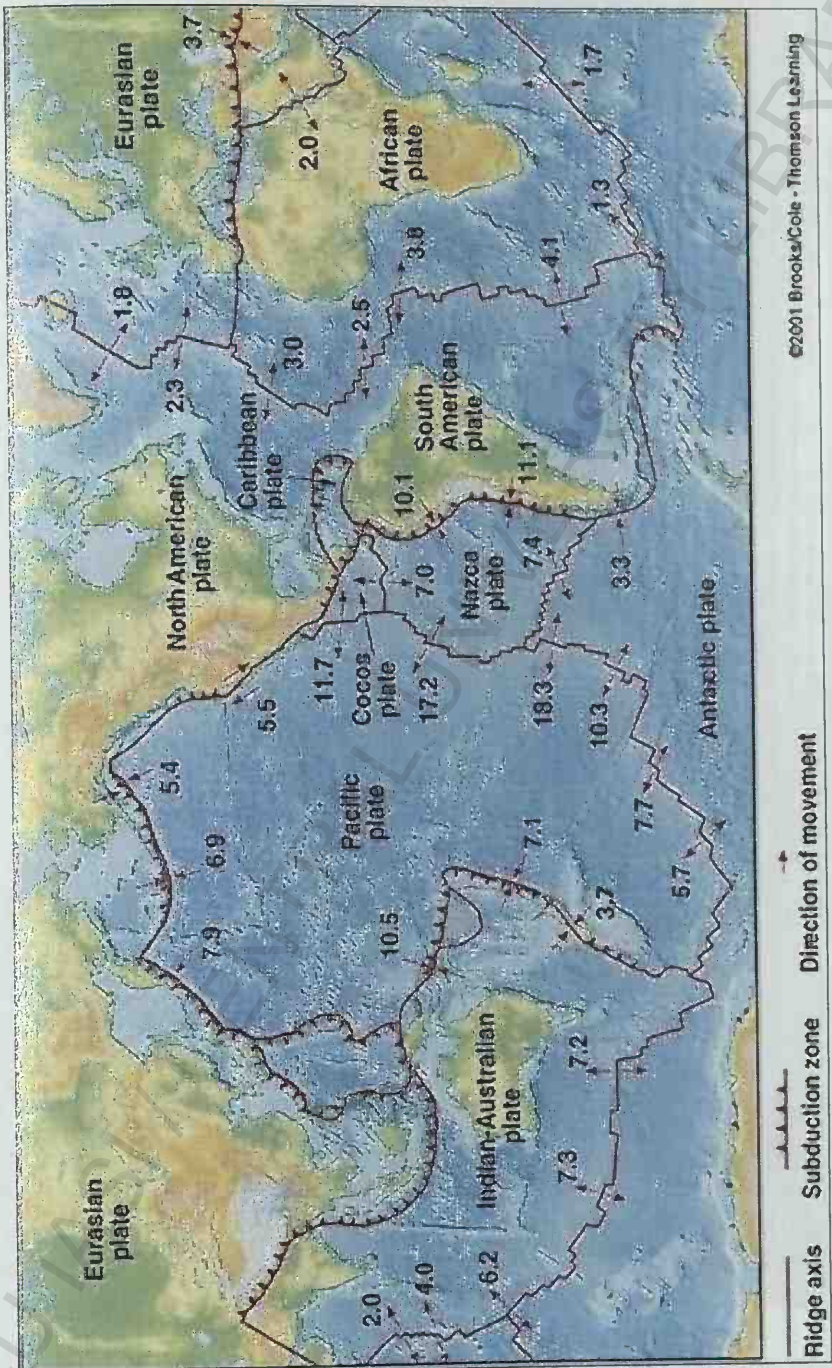 Eurasian
plate
North American
plate
Eurasian
plate
Caribbean
plate
African
plate
Pacific
plate
Cocos
plate
Nazca
plate
South
American
plate
Indian-Australian
plate
Antarctic plate
7.9
6.9
5.4
5.5
11.7
17.2
18.3
10.3
7.7
5.7
10.5
7.1
3.7
7.2
7.3
6.2
4.0
2.0
7.0
7.4
3.3
10.1
11.1
1.8
2.3
3.0
2.5
3.8
4.1
1.3
1.7
2.0
3.7
Ridge axis
Subduction zone
Direction of movement
©2001 Brooks/Cole - Thomson Learning